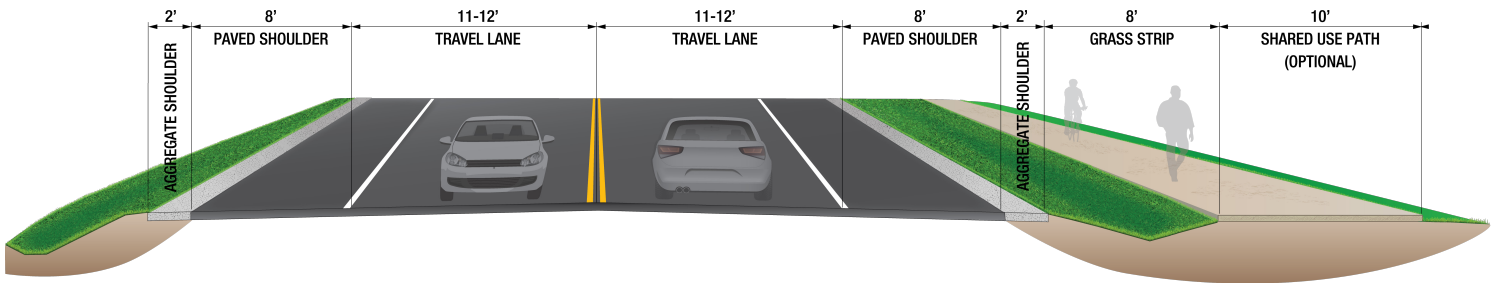 2’
8’
11-12’
11-12’
8’
2’
8’
10’
PAVED SHOULDER
TRAVEL LANE
TRAVEL LANE
PAVED SHOULDER
GRASS STRIP
SHARED USE PATH
(OPTIONAL)
AGGREGATE SHOULDER
AGGREGATE SHOULDER